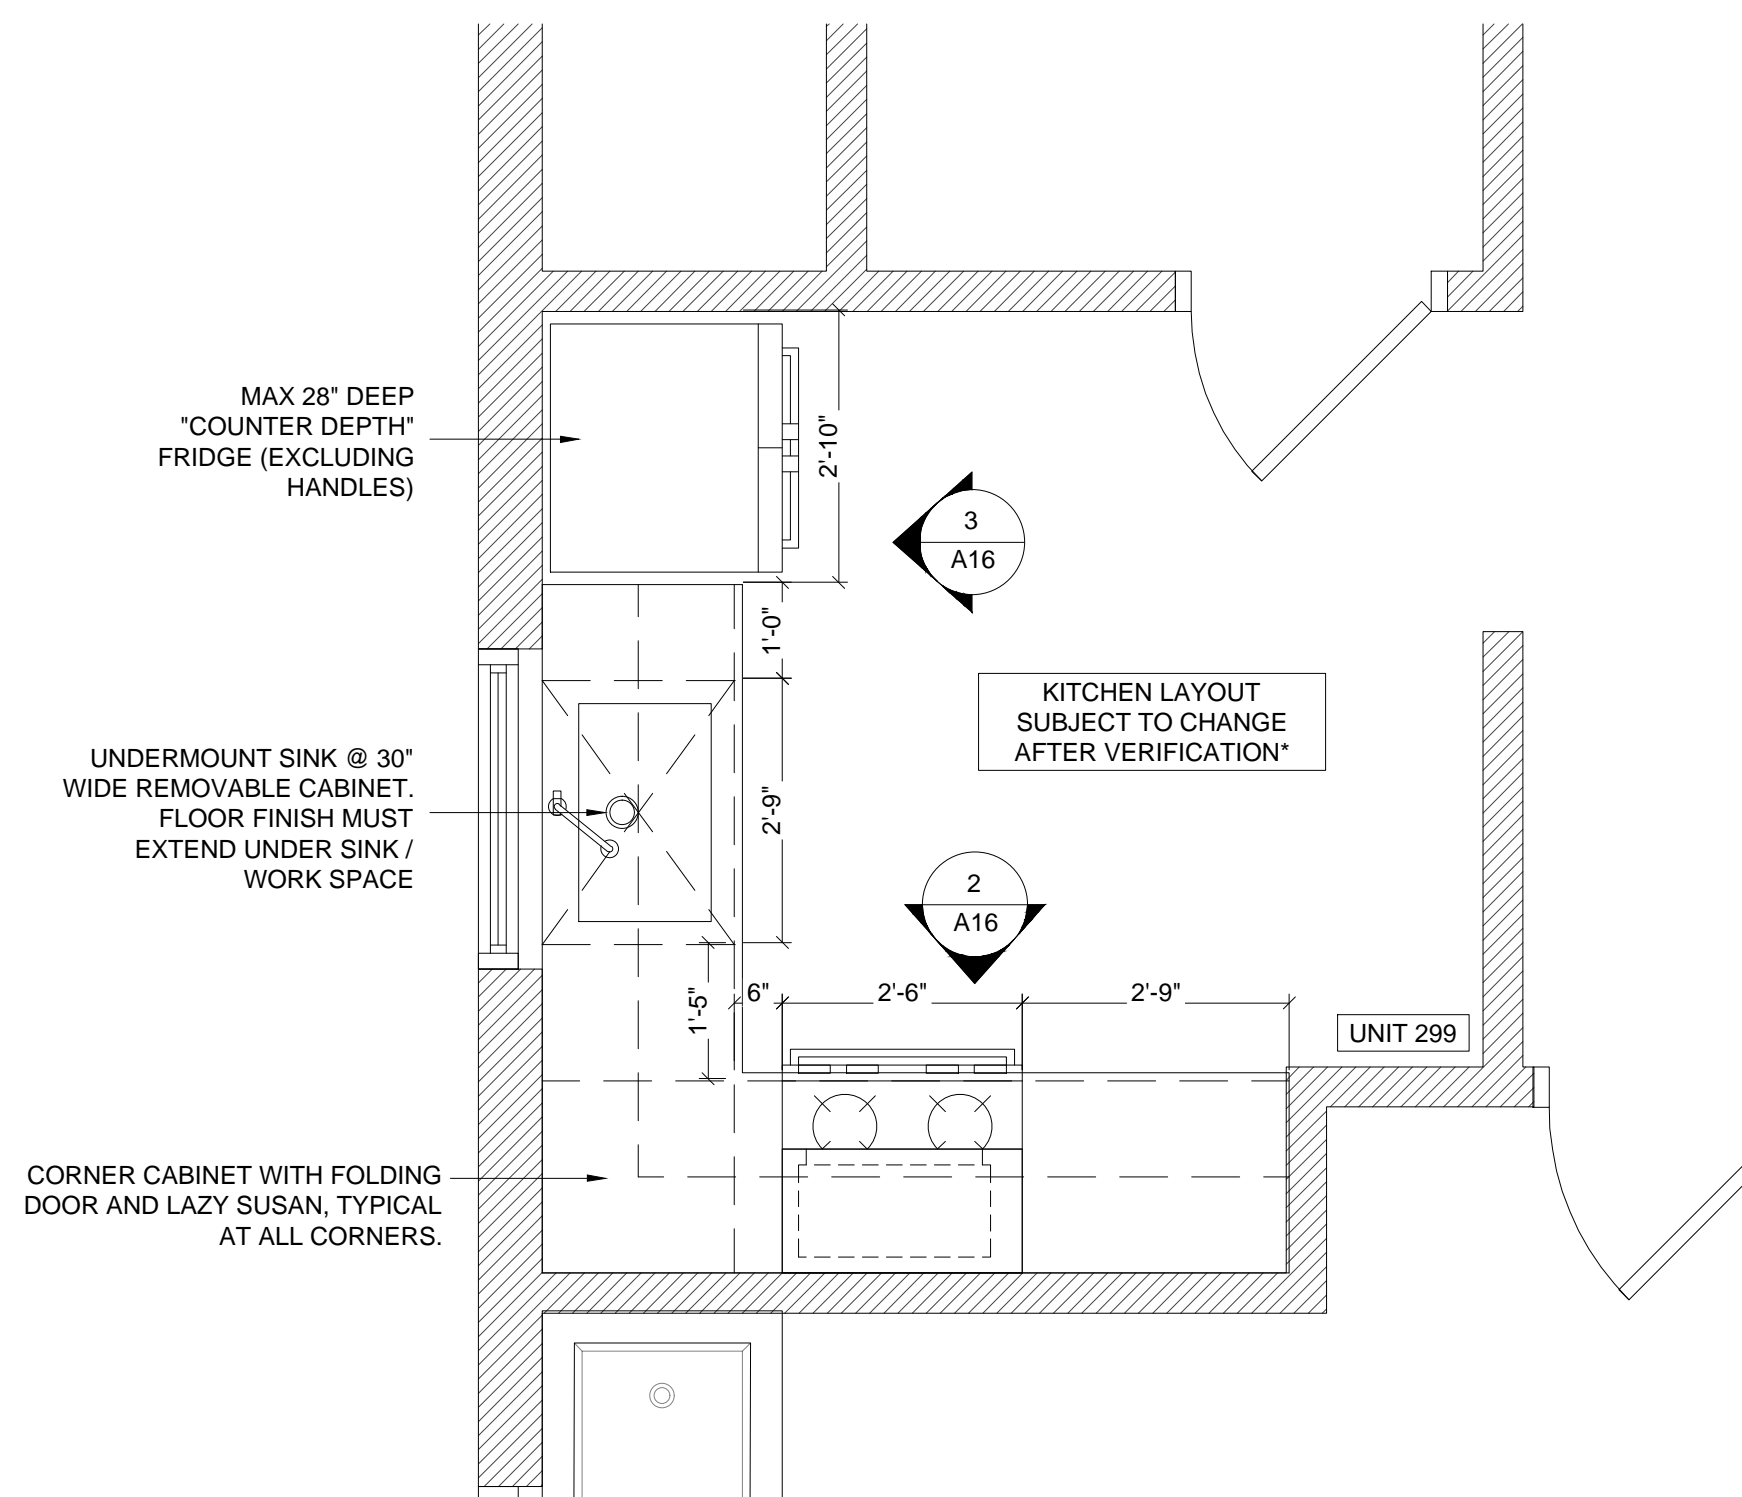 MAX 28" DEEP
"COUNTER DEPTH"
FRIDGE (EXCLUDING
HANDLES)
2'-10"
3
A16
1'-0"
KITCHEN LAYOUT
SUBJECT TO CHANGE
AFTER VERIFICATION*
UNDERMOUNT SINK @ 30"
WIDE REMOVABLE CABINET.
FLOOR FINISH MUST
EXTEND UNDER SINK /
WORK SPACE
2'-9"
2
A16
1'-5"
6"
2'-6"
2'-9"
UNIT 299
CORNER CABINET WITH FOLDING
DOOR AND LAZY SUSAN, TYPICAL
AT ALL CORNERS.